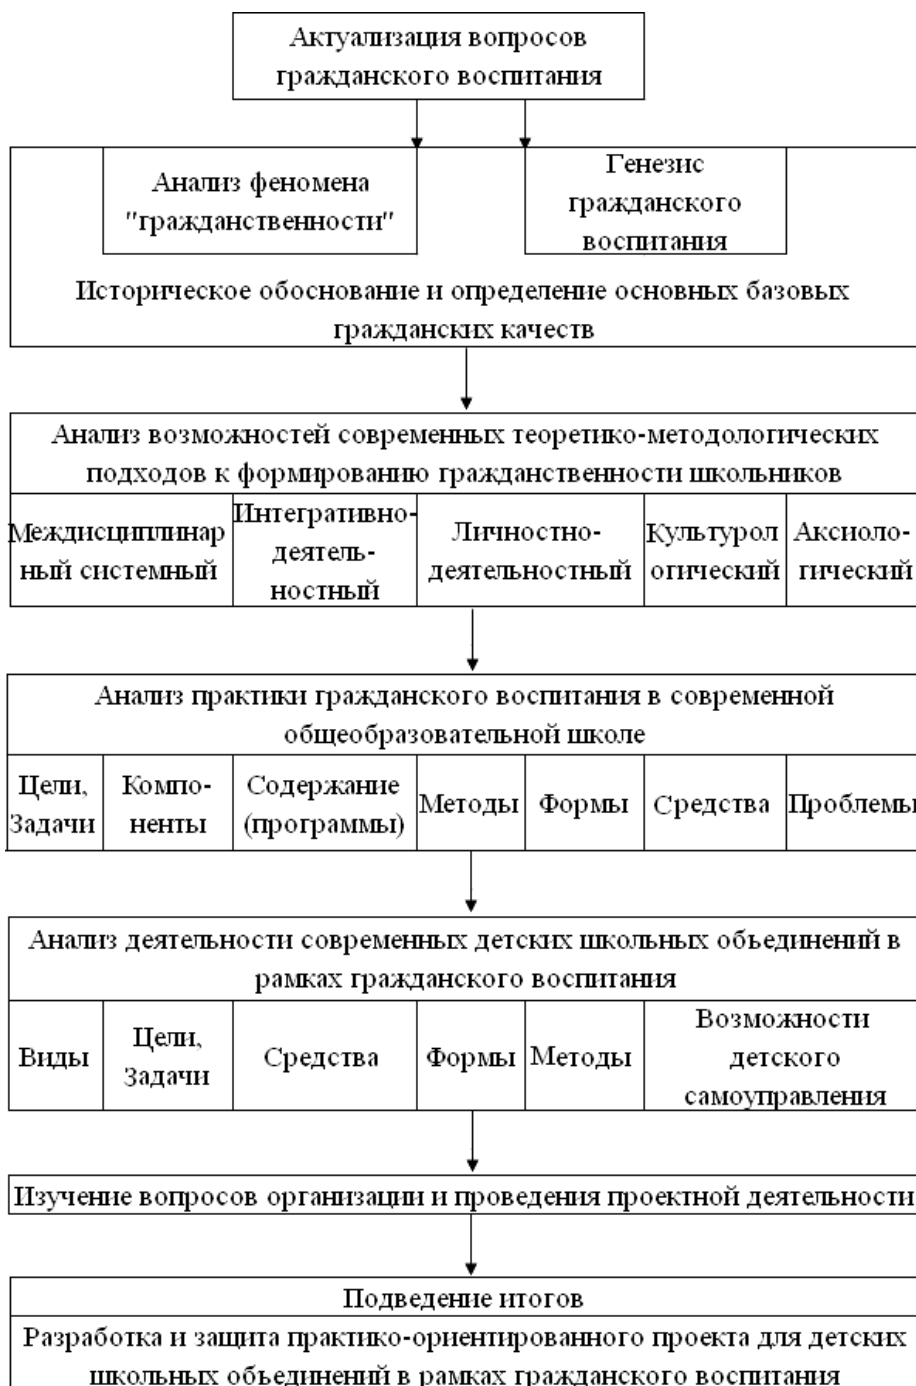 Актуализация вопросов
гражданского воспитания
Анализ феномена
"гражданственности"
Генезис
гражданского
воспитания
Историческое обоснование и определение основных базовых
гражданских качеств
Анализ возможностей современных теоретико-методологических
подходов к формированию гражданственности школьников
Междисциплинар
ный системный
Интегративно-
деятель-
ностный
Личностно-
деятельностный
Культурол
огический
Аксиоло-
гический
Анализ практики гражданского воспитания в современной
общеобразовательной школе
Цели,
Задачи
Компо-
ненты
Содержание
(программы)
Методы
Формы
Средства
Проблемы
Анализ деятельности современных детских школьных обьединений в
рамках гражданского воспитания
Виды
Цели,
Задачи
Средства
Формы
Методы
Возможности
детского
самоуправления
Изучение вопросов организации и проведения проектной деятельности
Подведение итогов
Разработка и защита практико-ориентированного проекта для детских
школьных обьединений в рамках гражданского воспитания